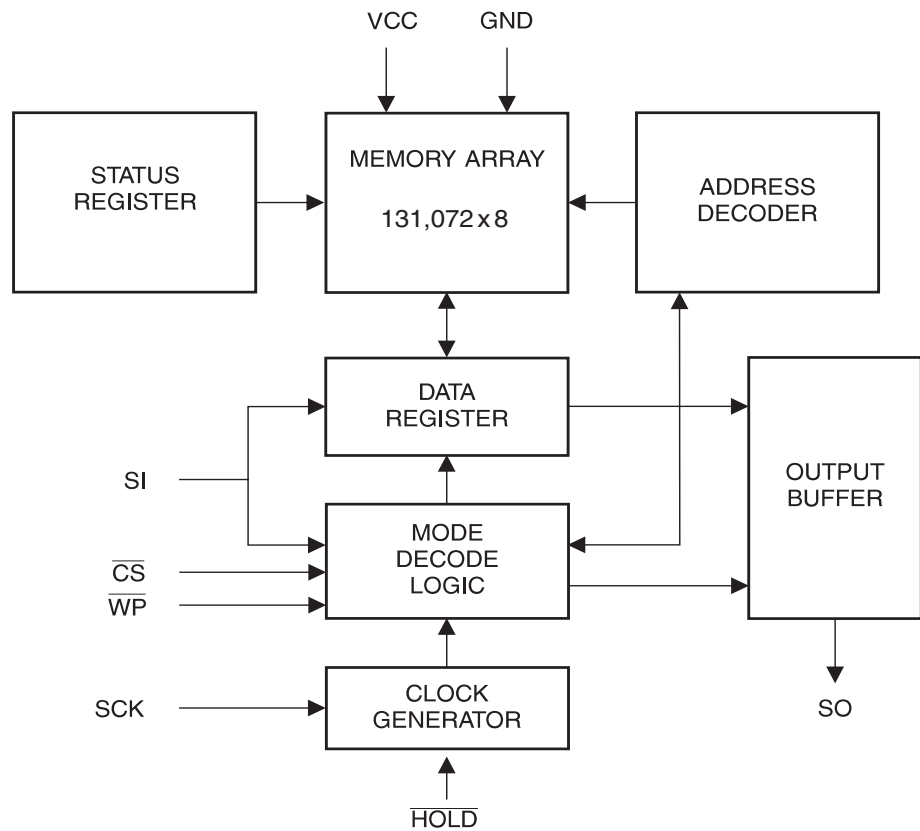 VCC GND
STATUS
REGISTER
MEMORY ARRAY
131,072 x 8
ADDRESS
DECODER
DATA
REGISTER
SI
MODE
DECODE
LOGIC
OUTPUT
BUFFER
CS
WP
SCK
CLOCK
GENERATOR
SO
HOLD